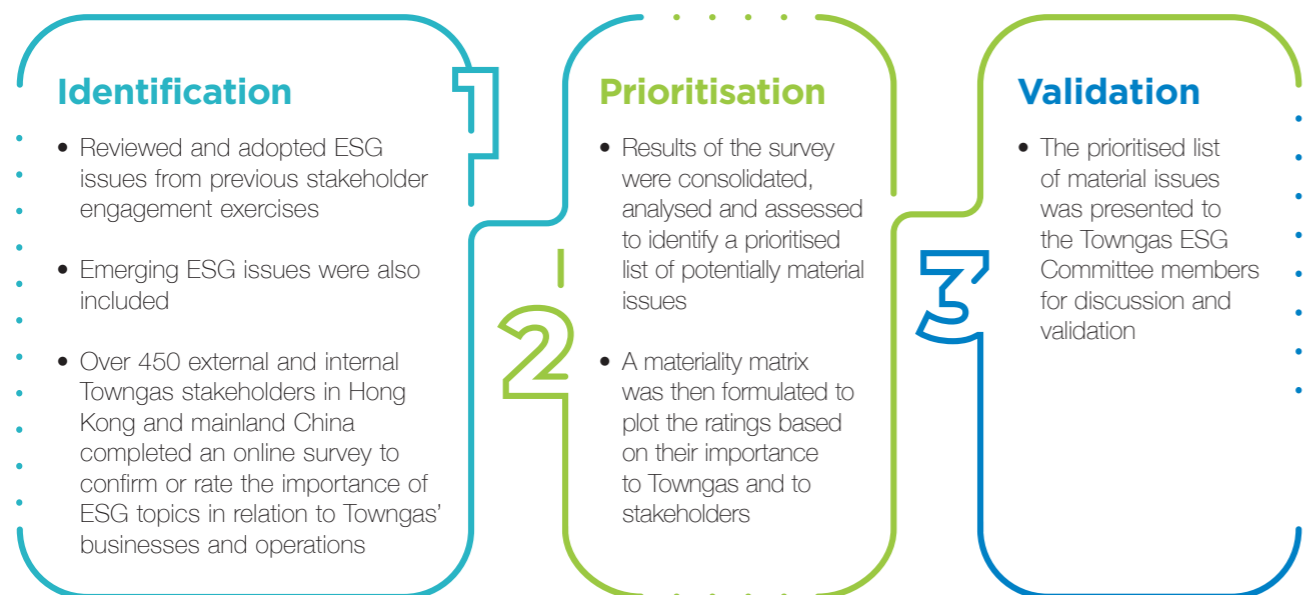 Identification
1
• Reviewed and adopted ESG
issues from previous stakeholder
engagement exercises
• Emerging ESG issues were also
included
• Over 450 external and internal
Towngas stakeholders in Hong
Kong and mainland China
completed an online survey to
confirm or rate the importance of
ESG topics in relation to Towngas’
businesses and operations
2
Prioritisation
• Results of the survey
were consolidated,
analysed and assessed
to identify a prioritised
list of potentially material
issues
• A materiality matrix
was then formulated to
plot the ratings based
on their importance
to Towngas and to
stakeholders
3
Validation
• The prioritised list
of material issues
was presented to
the Towngas ESG
Committee members
for discussion and
validation